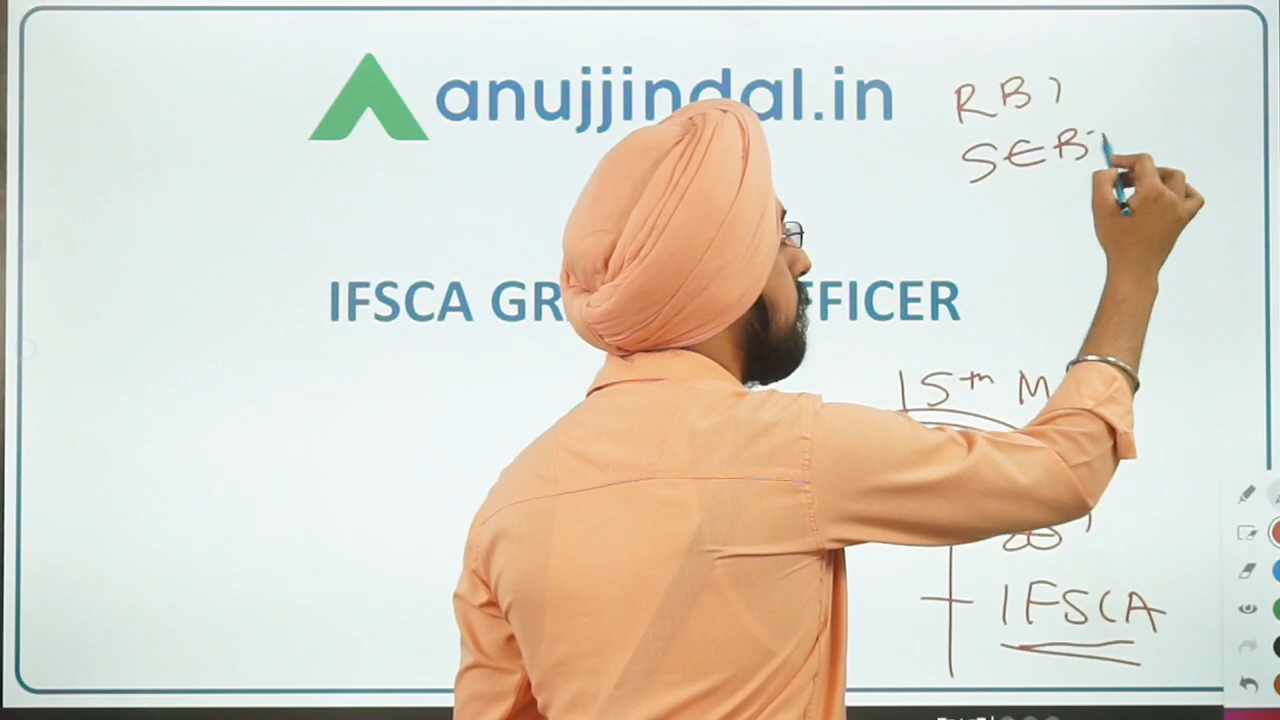 anujjindal.in
RBI
SEBI
IFSCA GR FFICER
15th M
IFSCA